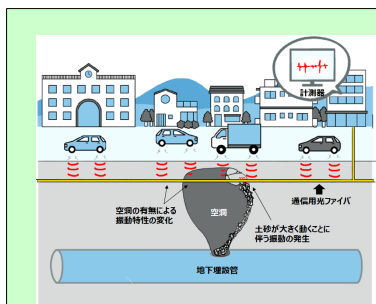 計測器
通信用光ファイバ
空洞の有無による
振動特性の変化
空洞
土砂が大きく動くことに
伴う振動の発生
地下埋設管